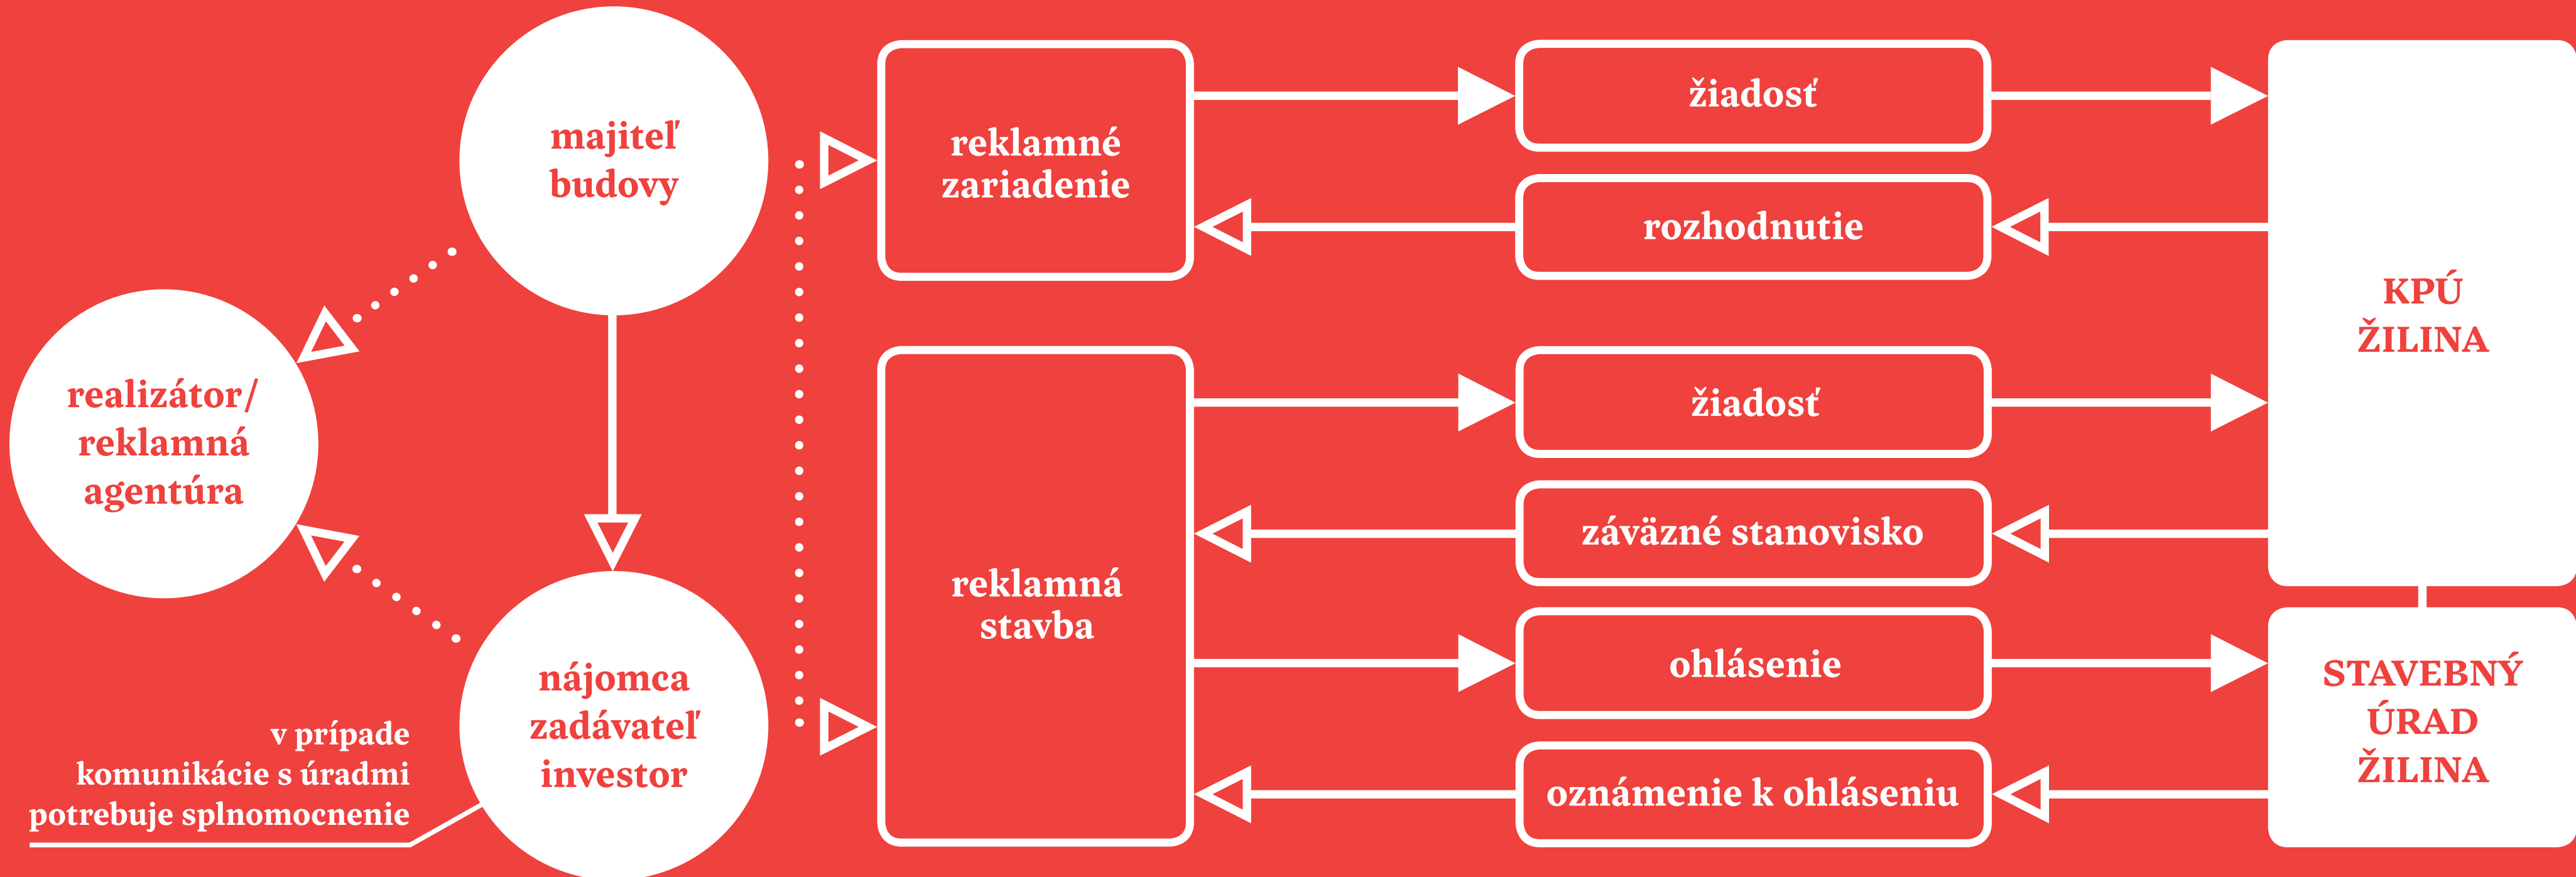 majiteľ
budovy
realizátor/
reklamná
agentúra
nájomca
zadávateľ
investor
v prípade
komunikácie s úradmi
potrebuje splnomocnenie
reklamné
zariadenie
žiadosť
rozhodnutie
reklamná
stavba
žiadosť
záväzné stanovisko
ohlásenie
oznámenie k ohláseniu
KPÚ
ŽILINA
STAVEBNÝ
ÚRAD
ŽILINA